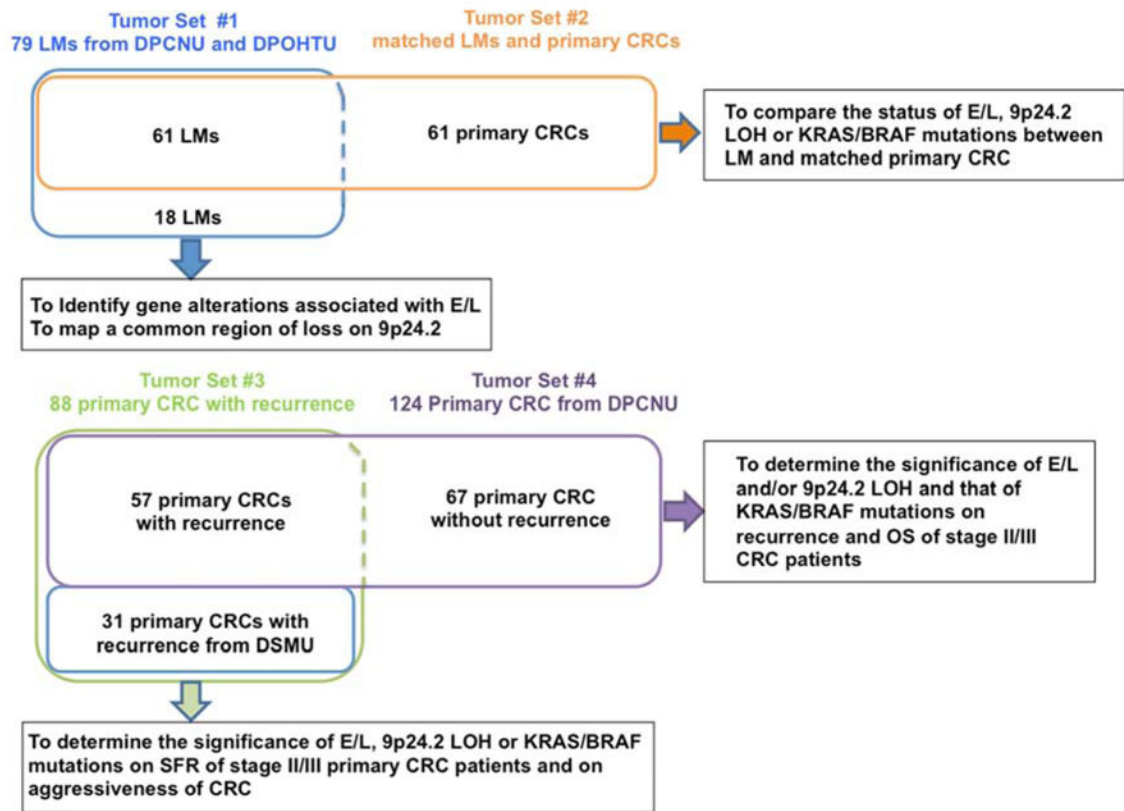 Tumor Set #1
79 LMs from DPCNU and DPOHTU
Tumor Set #2
matched LMs and primary CRCs
61 LMs
61 primary CRCs
To compare the status of E/L, 9p24.2
LOH or KRAS/BRAF mutations between
LM and matched primary CRC
18 LMs
To Identify gene alterations associated with E/L
To map a common region of loss on 9p24.2
Tumor Set #3
88 primary CRC with recurrence
Tumor Set #4
124 Primary CRC from DPCNU
57 primary CRCs
with recurrence
67 primary CRC
without recurrence
To determine the significance of E/L
and/or 9p24.2 LOH and that of
KRAS/BRAF mutations on
recurrence and OS of stage II/III
CRC patients
31 primary CRCs with
recurrence from DSMU
To determine the significance of E/L, 9p24.2 LOH or KRAS/BRAF
mutations on SFR of stage II/III primary CRC patients and on
aggressiveness of CRC